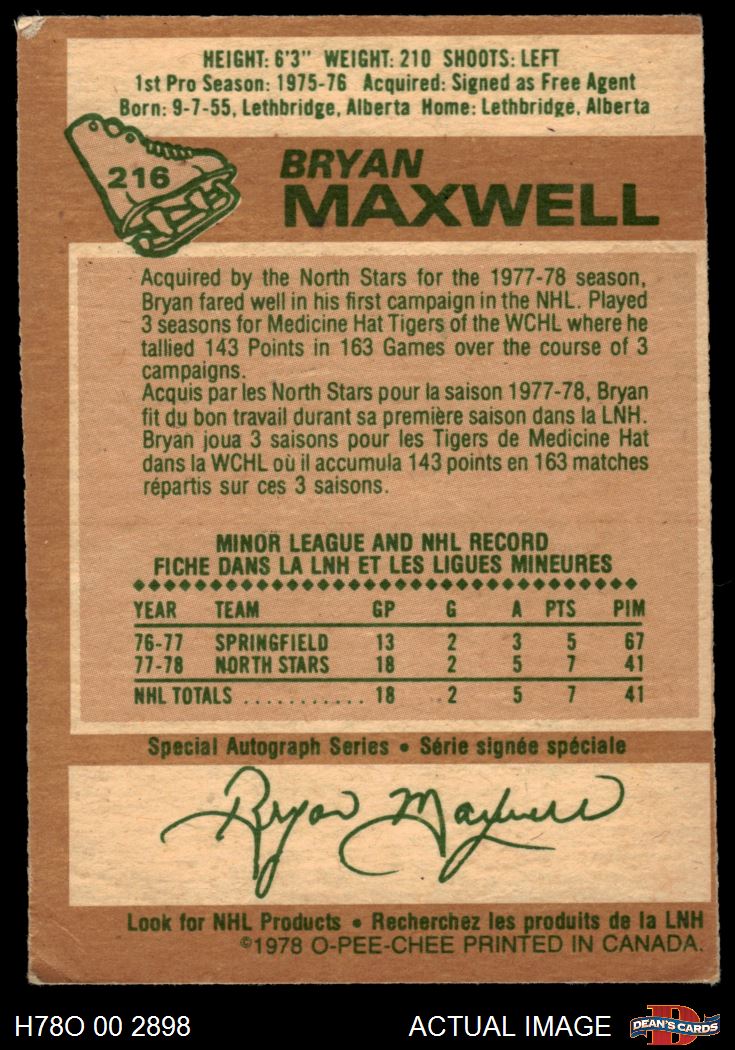 HEIGHT: 6'3" WEIGHT: 210 SHOOTS: LEFT
1st Pro Season: 1975-76 Acquired: Signed as Free Agent
Born: 9-7-55, Lethbridge, Alberta Home: Lethbridge, Alberta
216
BRYAN
MAXWELL
Acquired by the North Stars for the 1977-78 season,
Bryan fared well in his first campaign in the NHL. Played
3 seasons for Medicine Hat Tigers of the WCHL where he
tallied 143 Points in 163 Games over the course of 3
campaigns.
Acquis par les North Stars pour la saison 1977-78, Bryan
fit du bon travail durant sa première saison dans la LNH.
Bryan joua 3 saisons pour les Tigers de Medicine Hat
dans la WCHL où il accumula 143 points en 163 matches
répartis sur ces 3 saisons.
MINOR LEAGUE AND NHL RECORD
FICHE DANS LA LNH ET LES LIGUES MINEURES
YEAR TEAM GP G A PTS PIM
76-77 SPRINGFIELD 13 2 3 5 67
77-78 NORTH STARS 18 2 5 7 41
NHL TOTALS ........... 18 2 5 7 41
Special Autograph Series • Série signée spéciale
Bryan Maxwell
Look for NHL Products • Recherchez les produits de la LNH
©1978 O-PEE-CHEE PRINTED IN CANADA.
H78O 00 2898 ACTUAL IMAGE DEAN'S CARDS